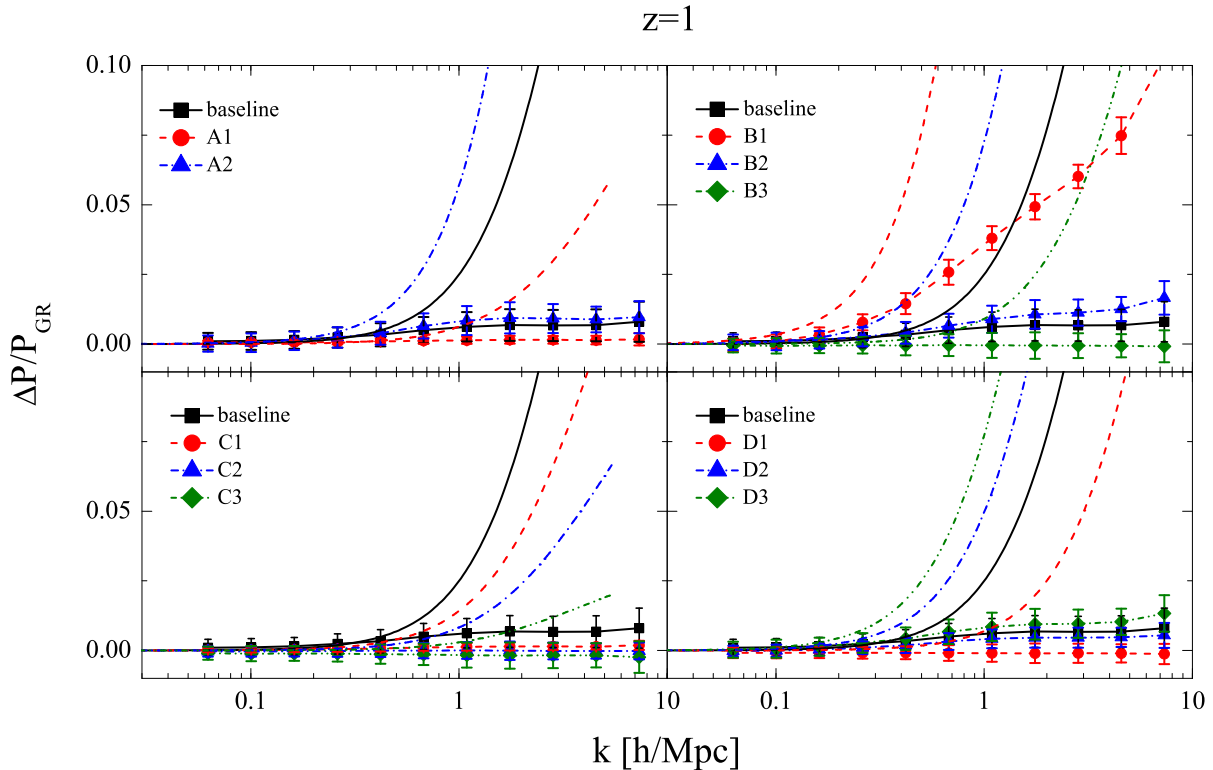 z=1
0.10
0.05
0.00
baseline
A1
A2
baseline
B1
B2
B3
ΔP/P_GR
0.05
0.00
baseline
C1
C2
C3
baseline
D1
D2
D3
0.1 1 0.1 1 10
k [h/Mpc]